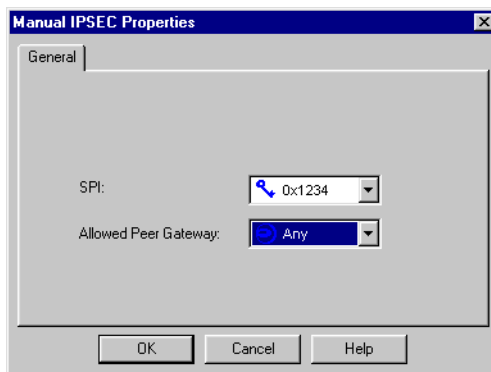 Manual IPSEC Properties
General
SPI: 0x1234
Allowed Peer Gateway: Any
OK Cancel Help